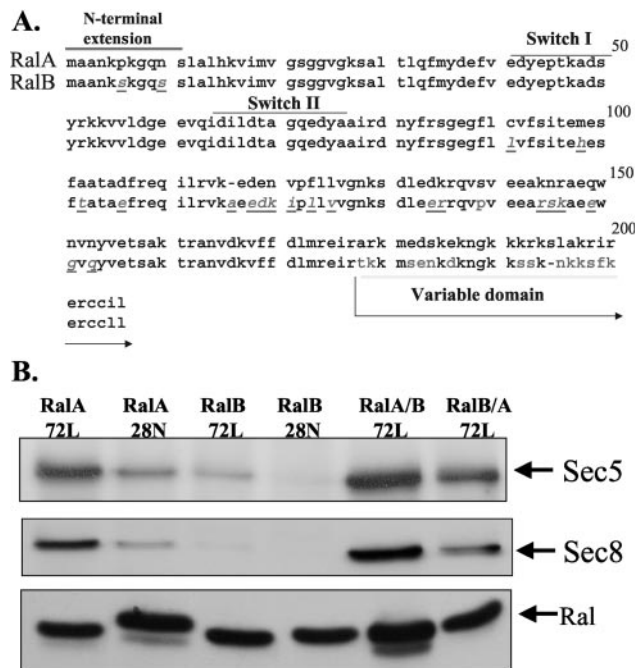 A.
N-terminal
extension
Switch I
50
RalA maankpkgqn slalhkvimv gsggvgksal tlqfmydefv edyeptkads
RalB maankskgqs slalhkvimv gsggvgksal tlqfmydefv edyeptkads
Switch II
100
yrkkvvldge evqidildta gqedyaaird nyfrsgegfl cvfsitemes
yrkkvvldge evqidildta gqedyaaird nyfrsgegfl lvfsitehes
150
faatadfreq ilrvk-eden vpfllvgnks dledkrqvsv eeaknraeqw
ftataefreq ilrvkaeedk ipllvvgnks dleerrqvpv eearskaeew
200
nvnyvetsak tranvdkvff dlmreirark medskekngk kkrkslakrir
gvqyvetsak tranvdkvff dlmreirtkk msenkdkngk kssk-nkksfk
erccil
erccll
Variable domain
B.
RalA RalA RalB RalB RalA/B RalB/A
72L 28N 72L 28N 72L 72L
Sec5
Sec8
Ral